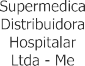 Supermedica
Distribuidora
Hospitalar
Ltda - Me